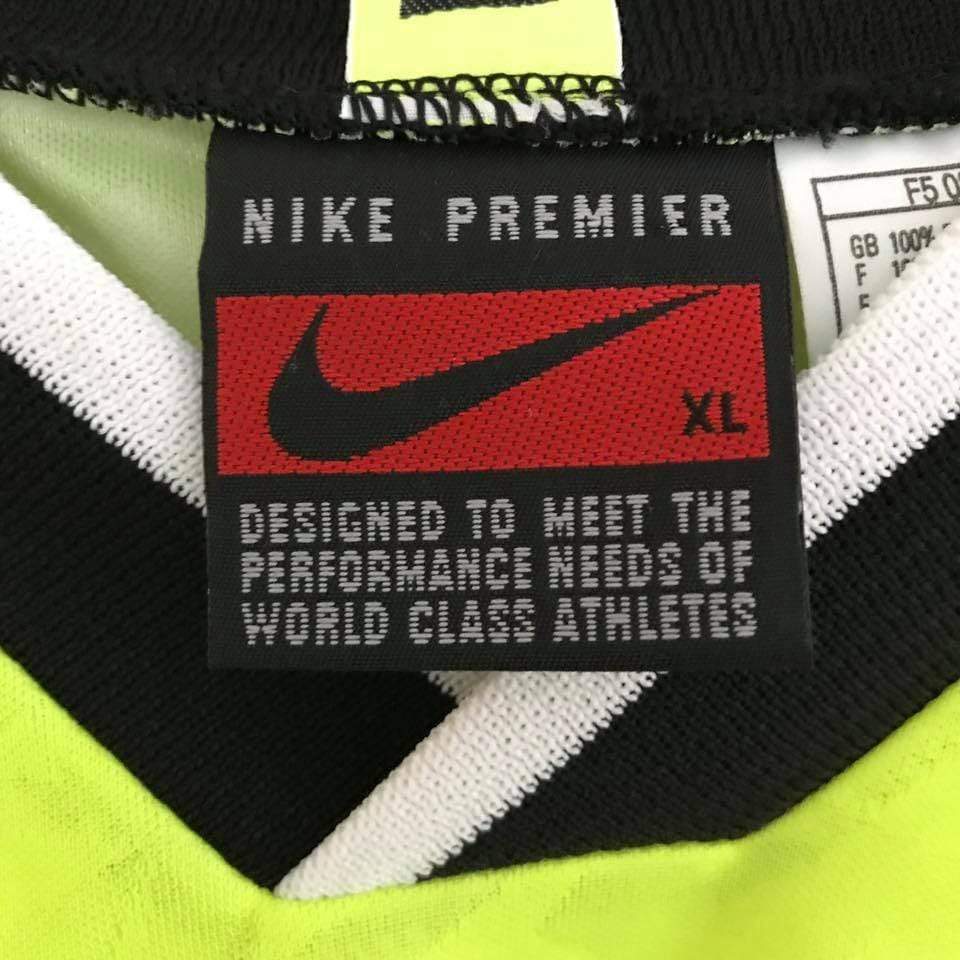 NIKE PREMIER
XL
DESIGNED TO MEET THE
PERFORMANCE NEEDS OF
WORLD CLASS ATHLETES
F5
GB 100%
F